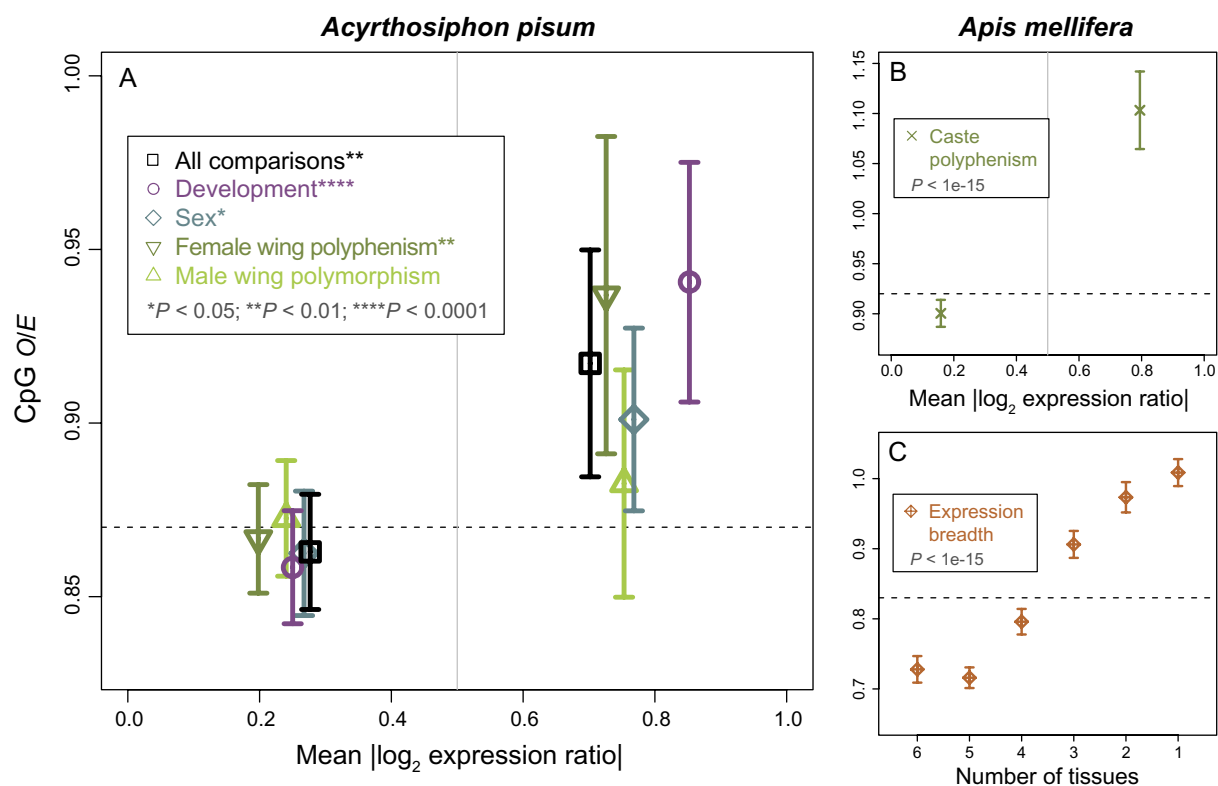 Acyrthosiphon pisum
Apis mellifera
A
All comparisons**
Development****
Sex*
Female wing polyphenism**
Male wing polymorphism
*P < 0.05; **P < 0.01; ****P < 0.0001
CpG O/E
1.00
0.95
0.90
0.85
0.0
0.2
0.4
0.6
0.8
1.0
Mean |log2 expression ratio|
B
Caste
polyphenism
P < 1e-15
1.15
1.10
1.05
1.00
0.95
0.90
0.0
0.2
0.4
0.6
0.8
1.0
Mean |log2 expression ratio|
C
Expression
breadth
P < 1e-15
1.0
0.9
0.8
0.7
6
5
4
3
2
1
Number of tissues